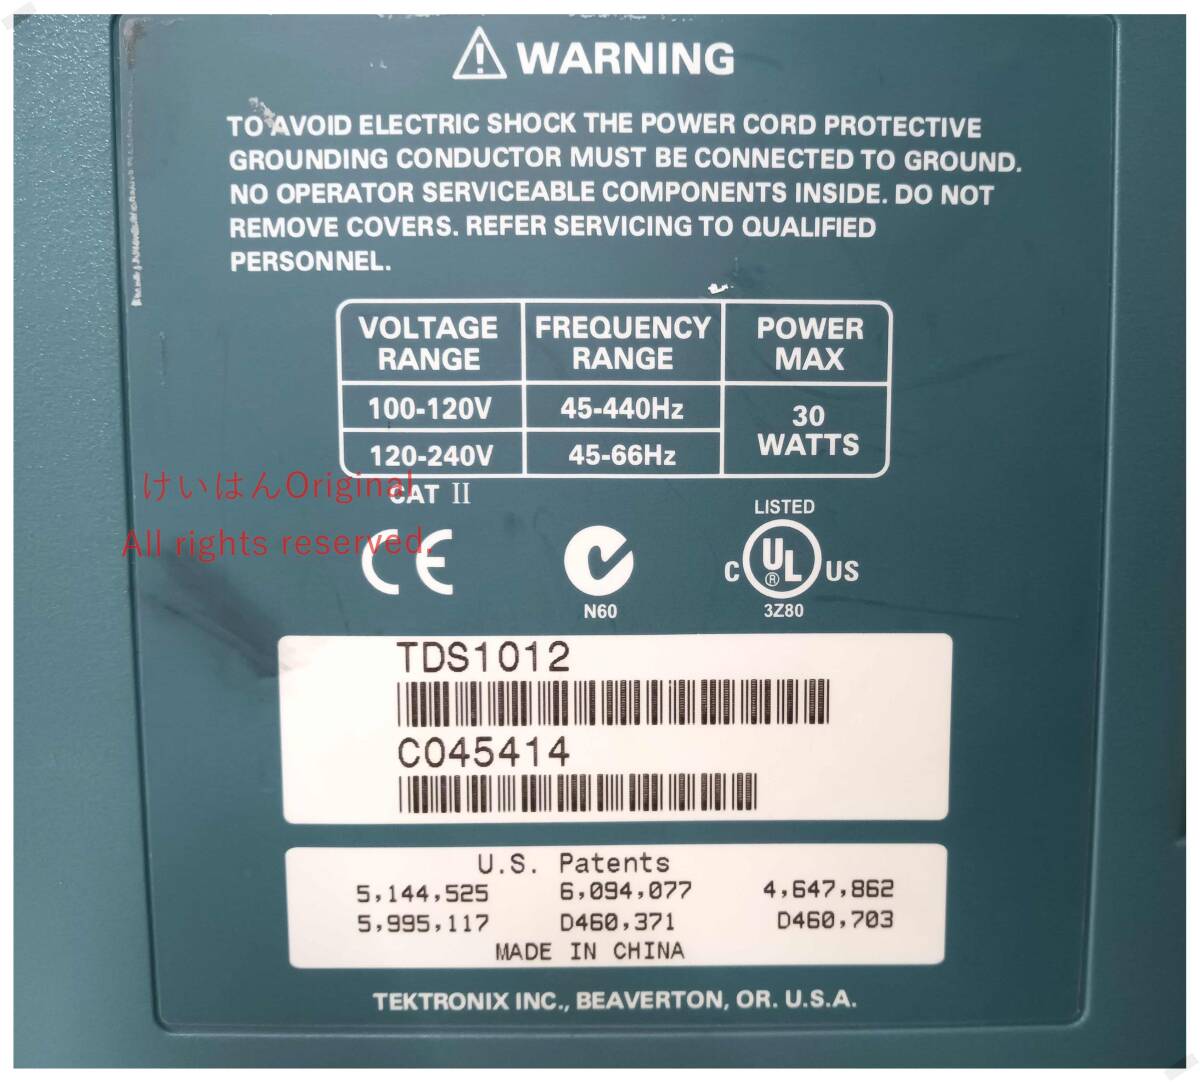 WARNING
TO AVOID ELECTRIC SHOCK THE POWER CORD PROTECTIVE
GROUNDING CONDUCTOR MUST BE CONNECTED TO GROUND.
NO OPERATOR SERVICEABLE COMPONENTS INSIDE. DO NOT
REMOVE COVERS. REFER SERVICING TO QUALIFIED
PERSONNEL.
VOLTAGE RANGE
FREQUENCY RANGE
POWER MAX
100-120V
45-440Hz
30 WATTS
120-240V
45-66Hz
けいはんOriginal
CAT II
All rights reserved.
CE
N60
LISTED
C UL® US
3Z80
TDS1012
C045414
U.S. Patents
5,144,525 6,094,077 4,647,862
5,995,117 D460,371 D460,703
MADE IN CHINA
TEKTRONIX INC., BEAVERTON, OR. U.S.A.